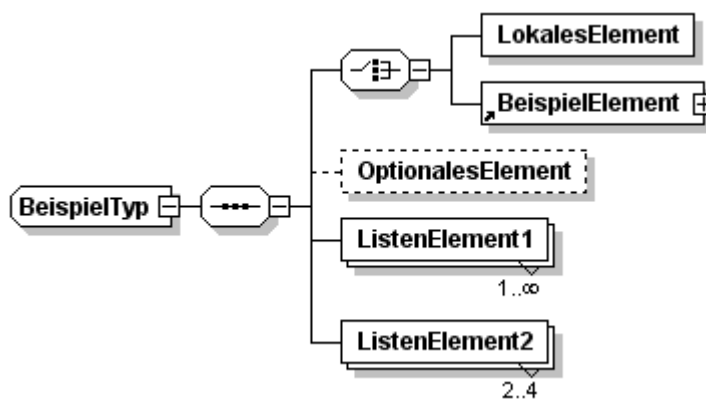 LokalesElement
BeispielElement
OptionalesElement
BeispielTyp
ListenElement1
1..∞
ListenElement2
2..4